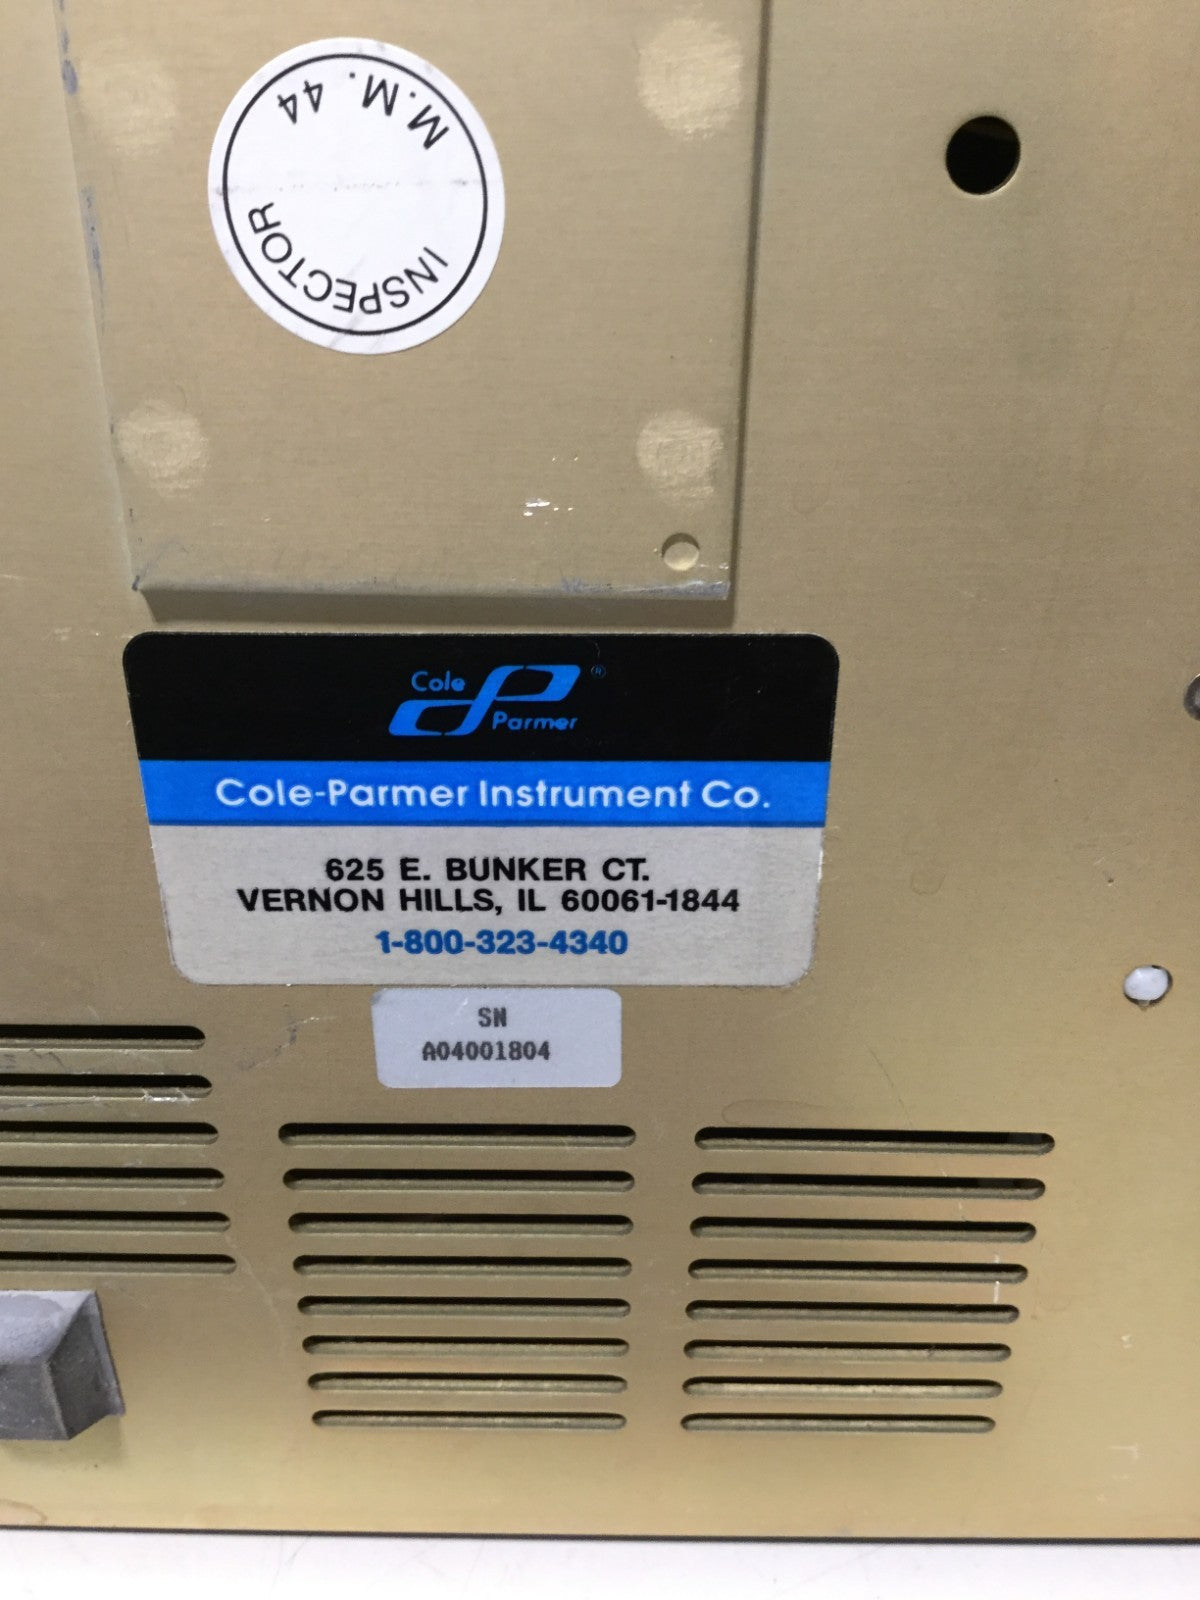 M.M. 44
INSPECTOR
Cole
Parmer ®
Cole-Parmer Instrument Co.
625 E. BUNKER CT.
VERNON HILLS, IL 60061-1844
1-800-323-4340
SN
A04001804